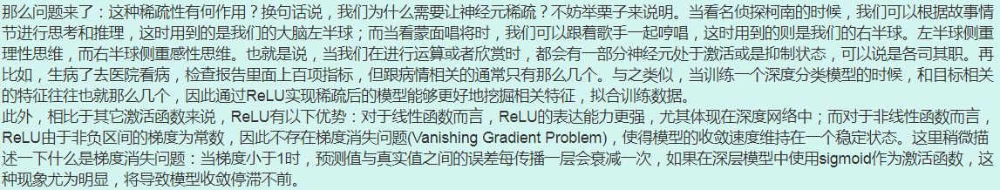 那么问题来了：这种稀疏性有何作用？换句话说，我们为什么需要让神经元稀疏？不妨举栗子来说明。当看名侦探柯南的时候，我们可以根据故事情
节进行思考和推理，这时用到的是我们的大脑左半球；而当看蒙面唱将时，我们可以跟着歌手一起哼唱，这时用到的则是我们的右半球。左半球侧重
理性思维，而右半球侧重感性思维。也就是说，当我们在进行运算或者欣赏时，都会有一部分神经元处于激活或是抑制状态，可以说是各司其职。再
比如，生病了去医院看病，检查报告里面上百项指标，但跟病情相关的通常只有那么几个。与之类似，当训练一个深度分类模型的时候，和目标相关
的特征往往也就那么几个，因此通过ReLU实现稀疏后的模型能够更好地挖掘相关特征，拟合训练数据。
此外，相比于其它激活函数来说，ReLU有以下优势：对于线性函数而言，ReLU的表达能力更强，尤其体现在深度网络中；而对于非线性函数而言，
ReLU由于非负区间的梯度为常数，因此不存在梯度消失问题(Vanishing Gradient Problem)，使得模型的收敛速度维持在一个稳定状态。这里稍微描
述一下什么是梯度消失问题：当梯度小于1时，预测值与真实值之间的误差每传播一层会衰减一次，如果在深层模型中使用sigmoid作为激活函数，这
种现象尤为明显，将导致模型收敛停滞不前。